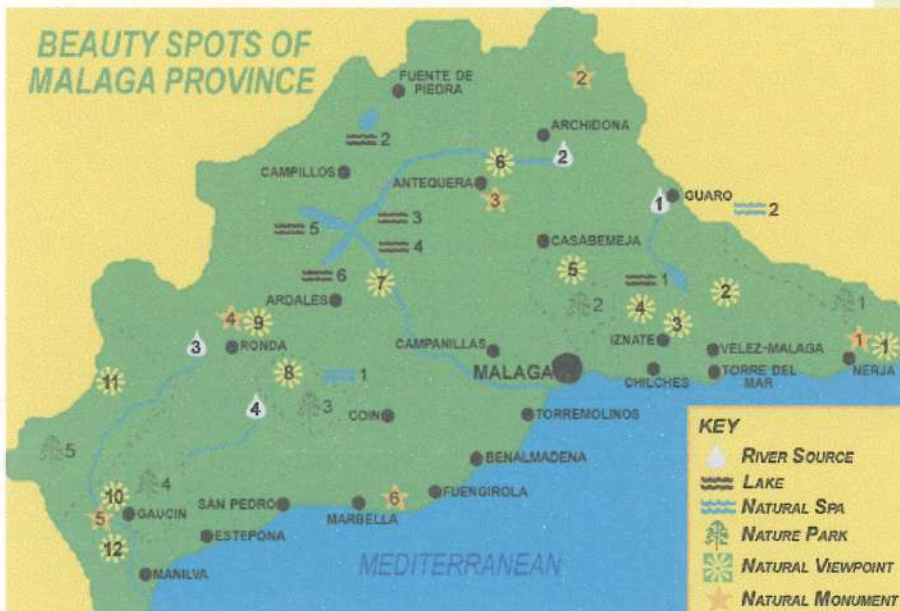 BEAUTY SPOTS OF
MALAGA PROVINCE
FUENTE DE
PIEDRA
2
2
ARCHIDONA
2
6
CAMPILLOS
ANTEQUERA
3
1
GUARO
2
5
3
4
CASABEMEJA
6
7
5
1
2
ARDALES
2
4
3
1
4
9
3
RONDA
CAMPANILLAS
IZNATE
VELEZ-MALAGA
1
1
NERJA
MALAGA
CHILCHES
TORRE DEL
MAR
11
8
1
4
3
COIN
TORREMOLINOS
5
4
BENALMADENA
10
5
GAUCIN
SAN PEDRO
MARBELLA
6
FUENGIROLA
12
ESTEPONA
MANILVA
MEDITERRANEAN
KEY
RIVER SOURCE
LAKE
NATURAL SPA
NATURE PARK
NATURAL VIEWPOINT
NATURAL MONUMENT